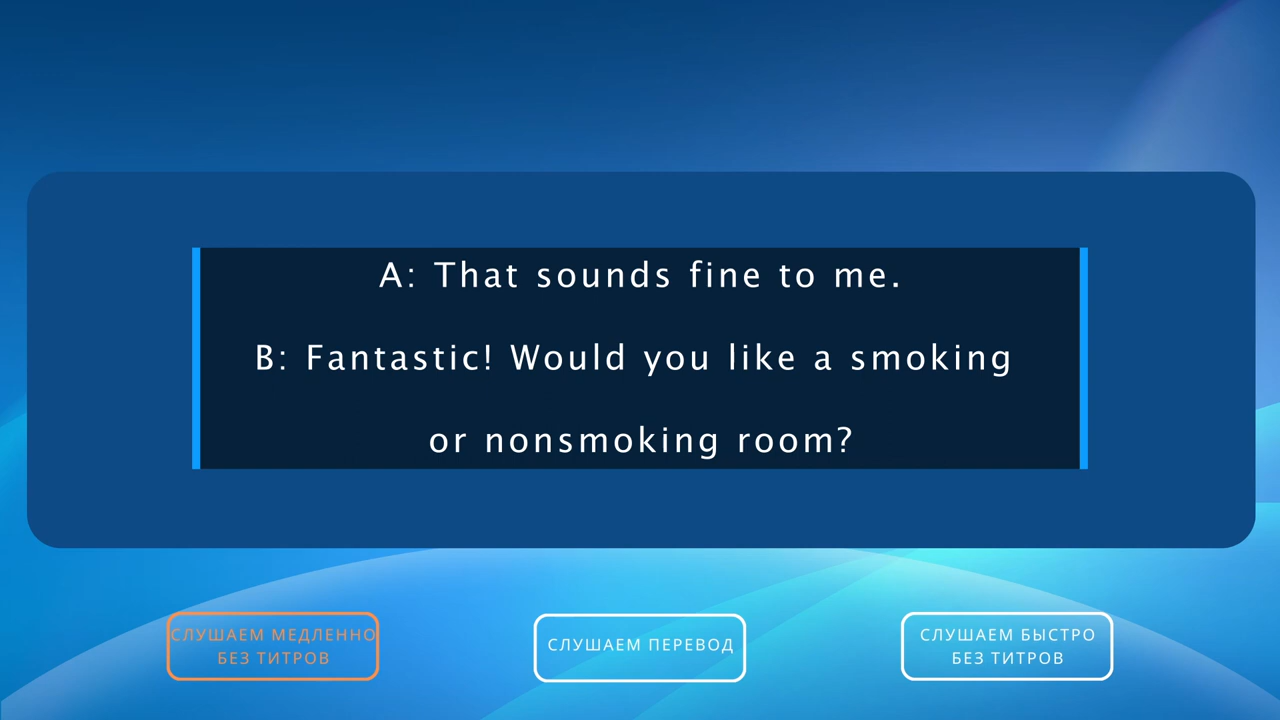 A: That sounds fine to me.
B: Fantastic! Would you like a smoking
or nonsmoking room?
СЛУШАЕМ МЕДЛЕННО
БЕЗ ТИТРОВ
СЛУШАЕМ ПЕРЕВОД
СЛУШАЕМ БЫСТРО
БЕЗ ТИТРОВ